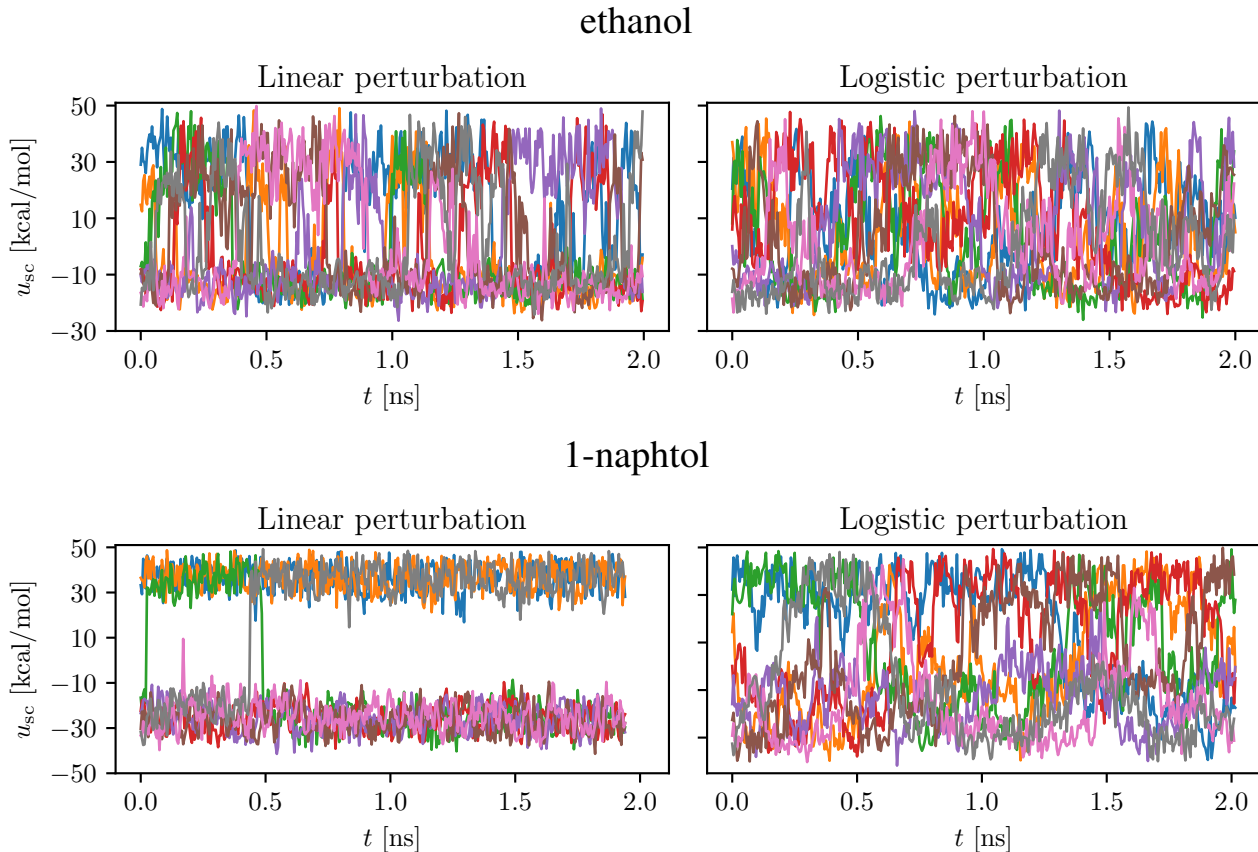 ethanol
Linear perturbation
Logistic perturbation
50
30
10
−10
−30
u_sc [kcal/mol]
0.0 0.5 1.0 1.5 2.0
0.0 0.5 1.0 1.5 2.0
t [ns]
t [ns]
1-naphtol
Linear perturbation
Logistic perturbation
50
30
10
−10
−30
−50
u_sc [kcal/mol]
0.0 0.5 1.0 1.5 2.0
0.0 0.5 1.0 1.5 2.0
t [ns]
t [ns]